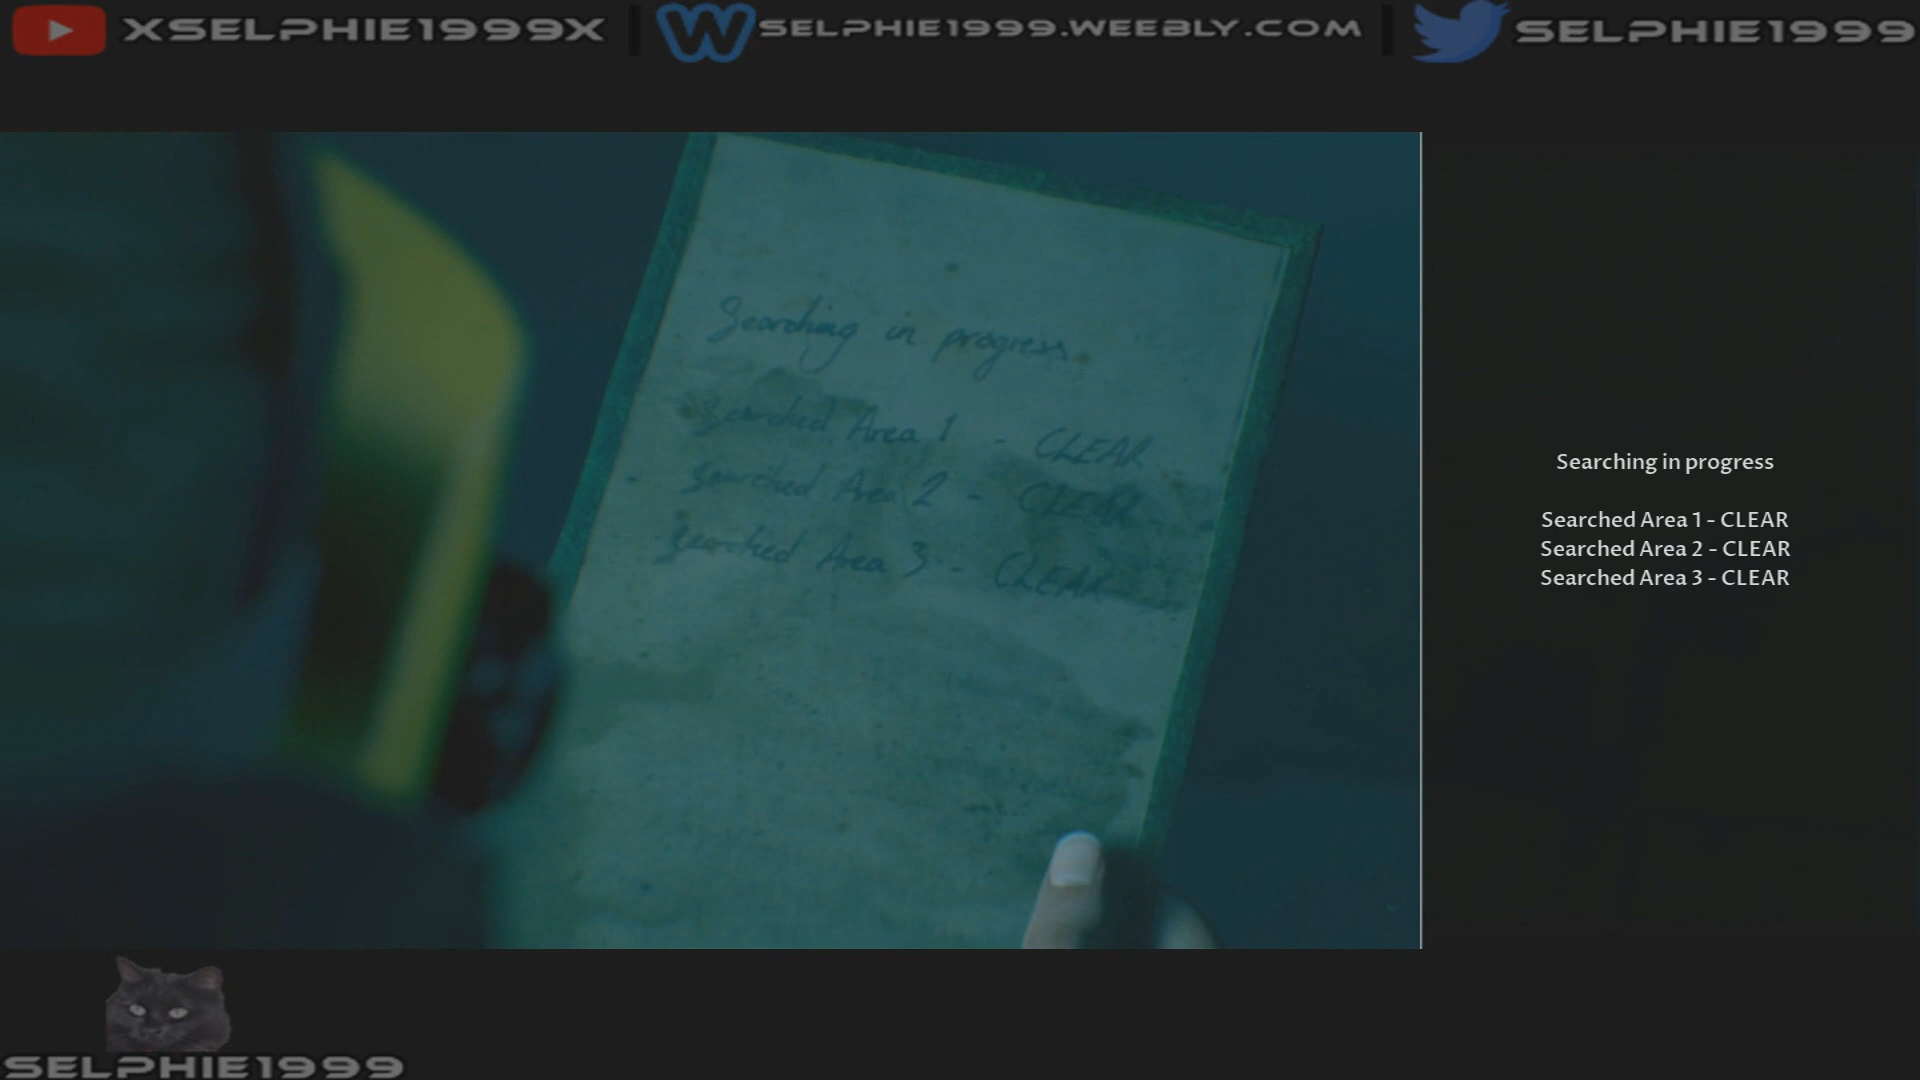 XSELPHIE1999X | SELPHIE1999.WEEBLY.COM | SELPHIE1999
Searching in progress
Searched Area 1 - CLEAR
Searched Area 2 - CLEAR
Searched Area 3 - CLEAR
Searching in progress
Searched Area 1 - CLEAR
Searched Area 2 - CLEAR
Searched Area 3 - CLEAR
SELPHIE1999